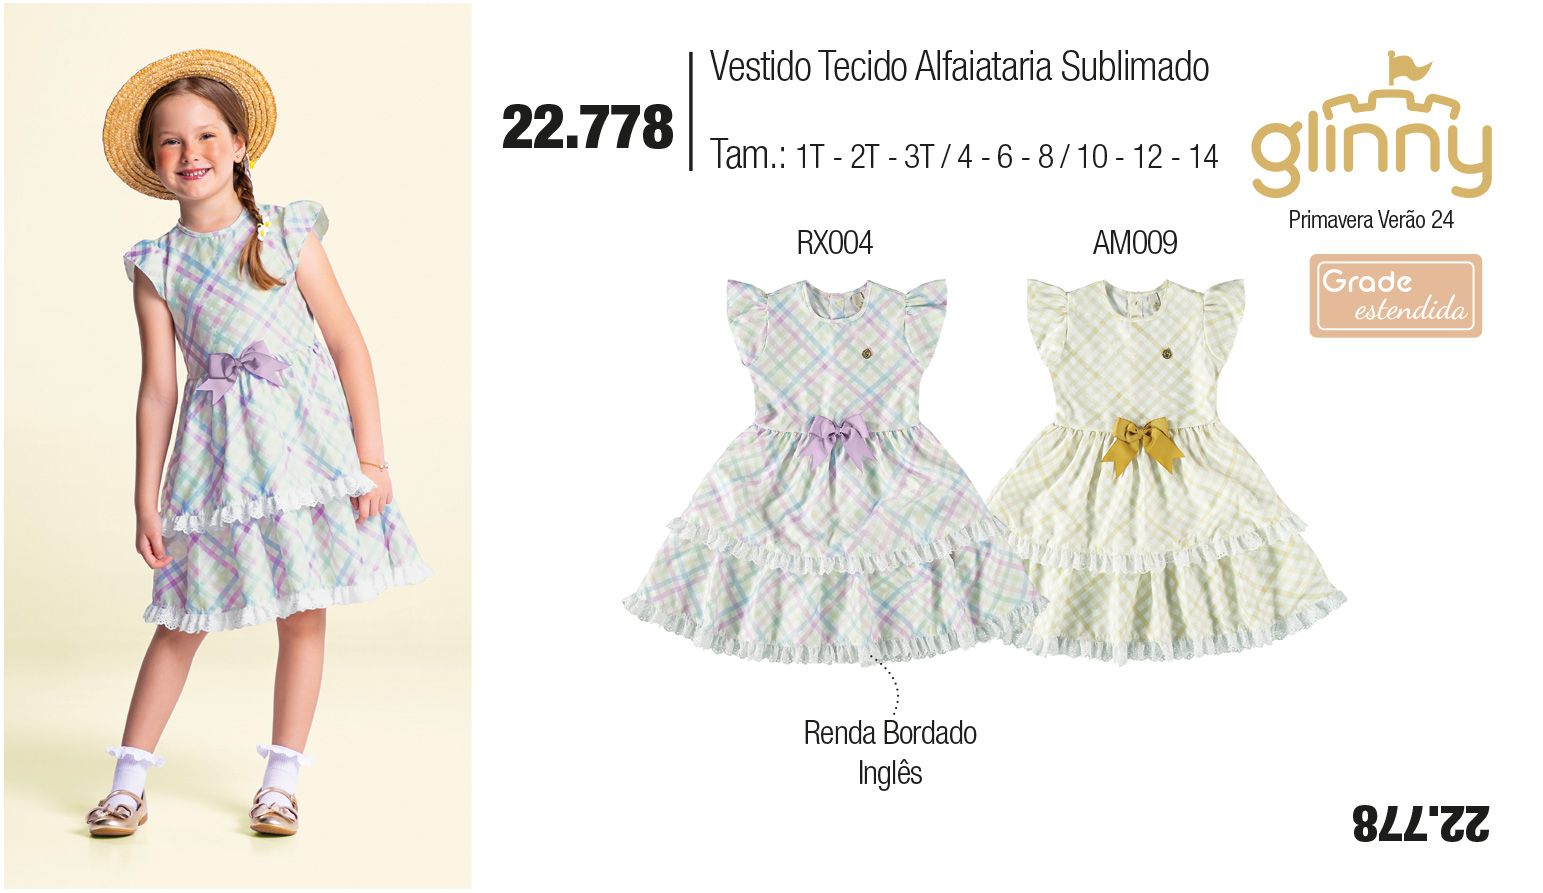 22.778
Vestido Tecido Alfaiataria Sublimado
Tam.: 1T - 2T - 3T / 4 - 6 - 8 / 10 - 12 - 14
glinny
Primavera Verão 24
Grade
estendida
RX004
AM009
Renda Bordado
Inglês
22.778